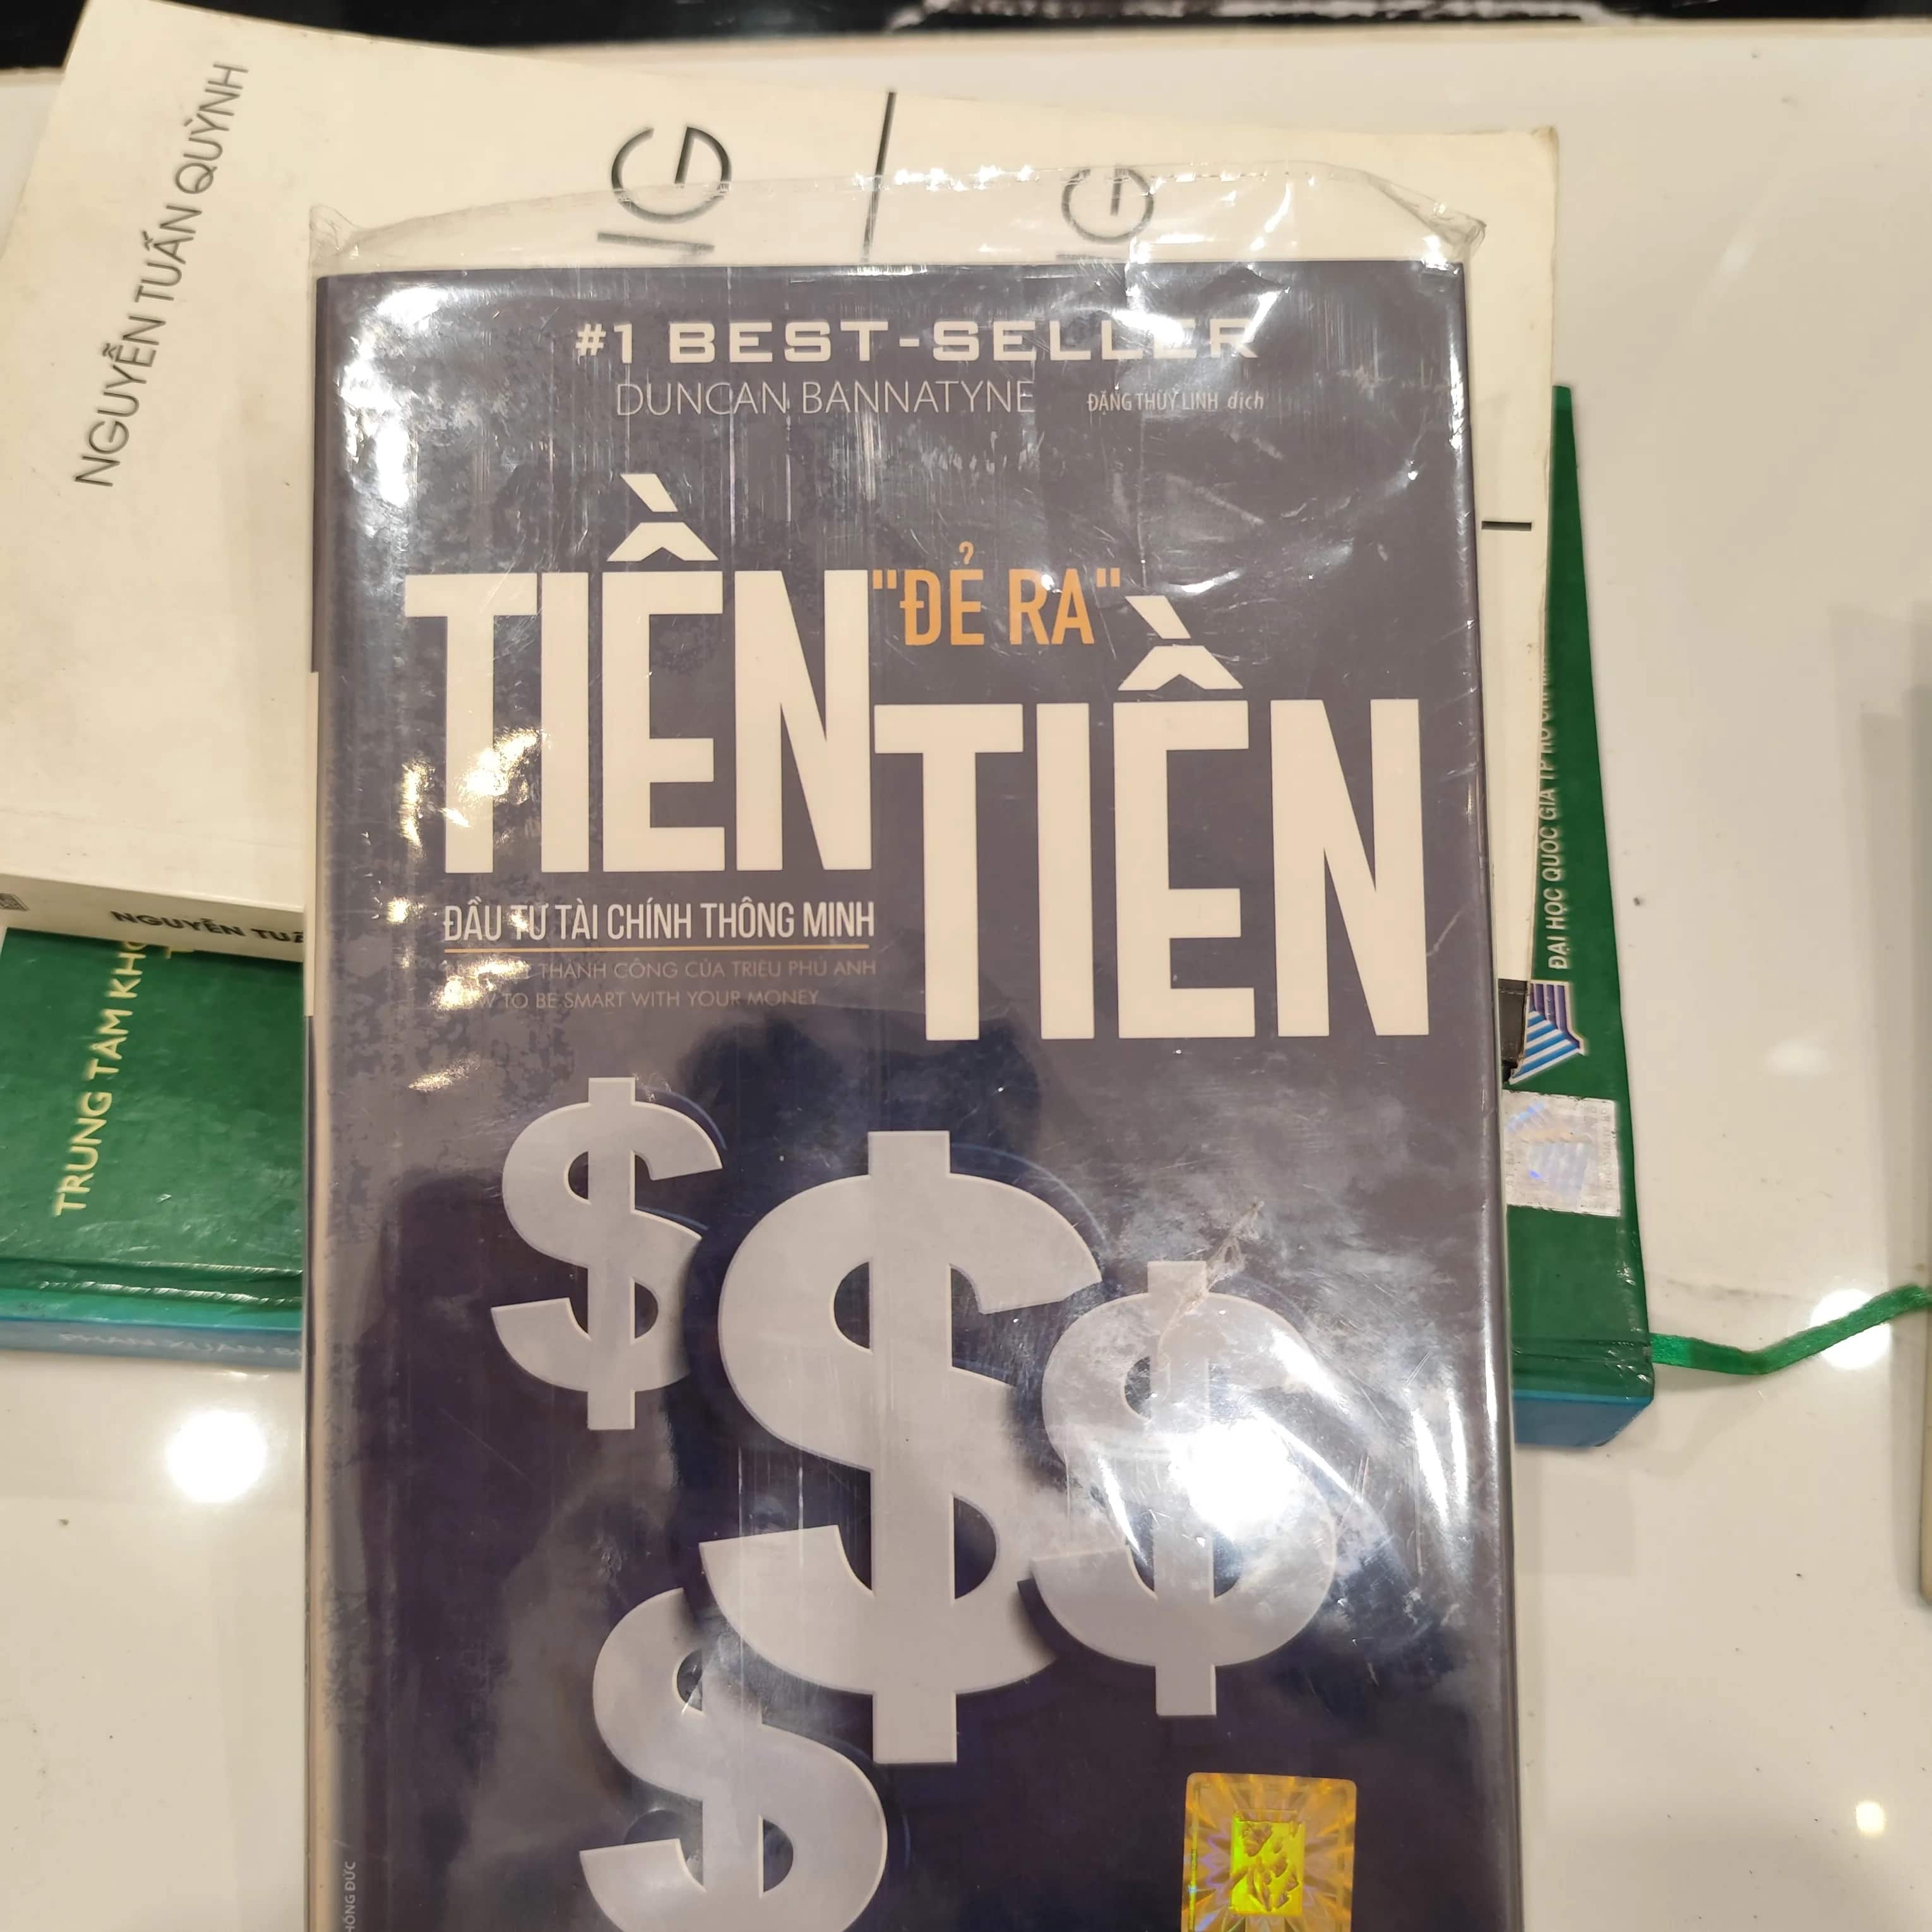 NGUYỄN TUẤN QUỲNH
#1 BEST-SELLER
DUNCAN BANNATYNE ĐẶNG THÙY LINH dịch
TIỀN "ĐẺ RA" TIỀN
ĐẦU TƯ TÀI CHÍNH THÔNG MINH
THÀNH CÔNG CỦA TRIỆU PHÚ ANH
TO BE SMART WITH YOUR MONEY
NGUYỄN
TRUNG TÂM
ĐẠI HỌC QUỐC GIA TP